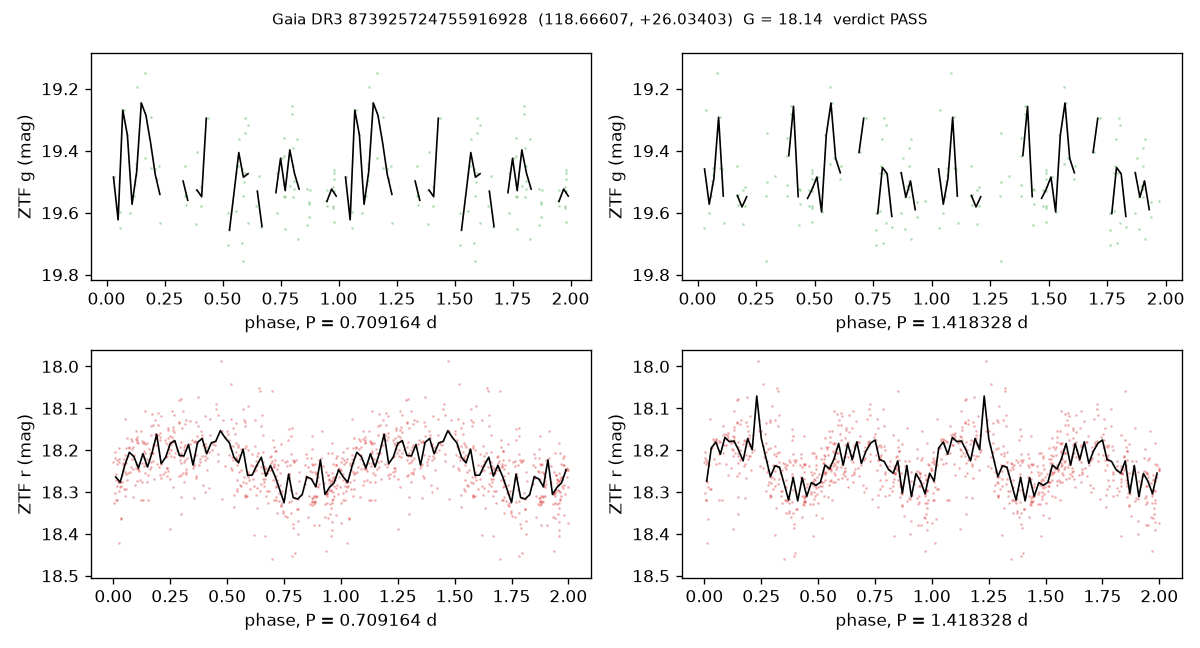 Gaia DR3 873925724755916928  (118.66607, +26.03403)  G = 18.14  verdict PASS
ZTF g (mag)
19.2
19.4
19.6
19.8
0.00 0.25 0.50 0.75 1.00 1.25 1.50 1.75 2.00
phase, P = 0.709164 d
ZTF g (mag)
19.2
19.4
19.6
19.8
0.00 0.25 0.50 0.75 1.00 1.25 1.50 1.75 2.00
phase, P = 1.418328 d
ZTF r (mag)
18.0
18.1
18.2
18.3
18.4
18.5
0.00 0.25 0.50 0.75 1.00 1.25 1.50 1.75 2.00
phase, P = 0.709164 d
ZTF r (mag)
18.0
18.1
18.2
18.3
18.4
18.5
0.00 0.25 0.50 0.75 1.00 1.25 1.50 1.75 2.00
phase, P = 1.418328 d